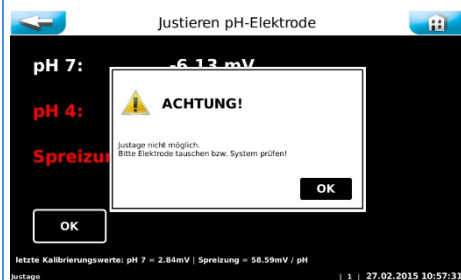 Justieren pH-Elektrode
pH 7: -6.13 mV
ACHTUNG!
pH 4:
Justage nicht möglich.
Bitte Elektrode tauschen bzw. System prüfen!
Spreizu
OK
OK
letzte Kalibrierungswerte: pH 7 = 2.84mV | Spreizung = 58.59mV / pH
Justage | 1 | 27.02.2015 10:57:31